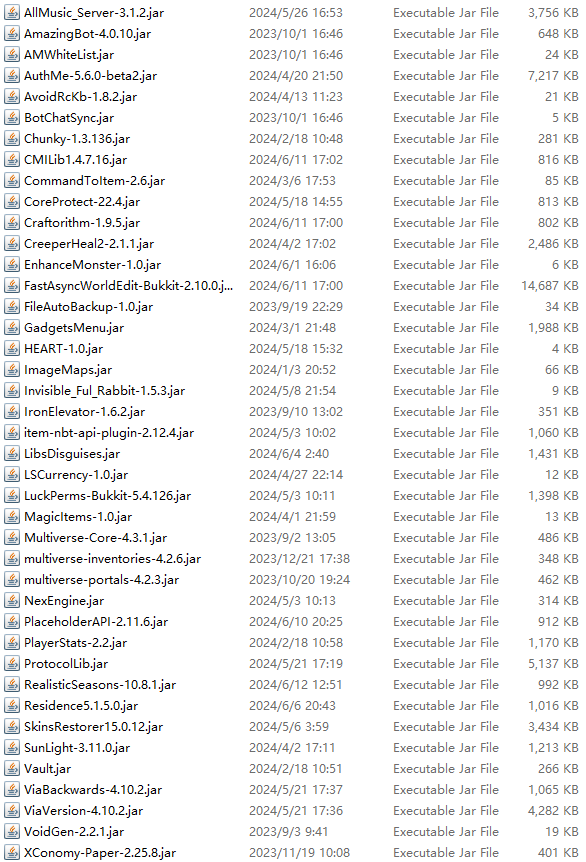 AllMusic_Server-3.1.2.jar 2024/5/26 16:53 Executable Jar File 3,756 KB
AmazingBot-4.0.10.jar 2023/10/1 16:46 Executable Jar File 648 KB
AMWhiteList.jar 2023/10/1 16:46 Executable Jar File 24 KB
AuthMe-5.6.0-beta2.jar 2024/4/20 21:50 Executable Jar File 7,217 KB
AvoidRcKb-1.8.2.jar 2024/4/13 11:23 Executable Jar File 21 KB
BotChatSync.jar 2023/10/1 16:46 Executable Jar File 5 KB
Chunky-1.3.136.jar 2024/2/18 10:48 Executable Jar File 281 KB
CMILib1.4.7.16.jar 2024/6/11 17:02 Executable Jar File 816 KB
CommandToItem-2.6.jar 2024/3/6 17:53 Executable Jar File 85 KB
CoreProtect-22.4.jar 2024/5/18 14:55 Executable Jar File 813 KB
Craftorithm-1.9.5.jar 2024/6/11 17:00 Executable Jar File 802 KB
CreeperHeal2-2.1.1.jar 2024/4/2 17:02 Executable Jar File 2,486 KB
EnhanceMonster-1.0.jar 2024/6/1 16:06 Executable Jar File 6 KB
FastAsyncWorldEdit-Bukkit-2.10.0.j... 2024/6/11 17:00 Executable Jar File 14,687 KB
FileAutoBackup-1.0.jar 2023/9/19 22:29 Executable Jar File 34 KB
GadgetsMenu.jar 2024/3/1 21:48 Executable Jar File 1,988 KB
HEART-1.0.jar 2024/5/18 15:32 Executable Jar File 4 KB
ImageMaps.jar 2024/1/3 20:52 Executable Jar File 66 KB
Invisible_Ful_Rabbit-1.5.3.jar 2024/5/8 21:54 Executable Jar File 9 KB
IronElevator-1.6.2.jar 2023/9/10 13:02 Executable Jar File 351 KB
item-nbt-api-plugin-2.12.4.jar 2024/5/3 10:02 Executable Jar File 1,060 KB
LibsDisguises.jar 2024/6/4 2:40 Executable Jar File 1,431 KB
LSCurrency-1.0.jar 2024/4/27 22:14 Executable Jar File 12 KB
LuckPerms-Bukkit-5.4.126.jar 2024/5/3 10:11 Executable Jar File 1,398 KB
MagicItems-1.0.jar 2024/4/1 21:59 Executable Jar File 13 KB
Multiverse-Core-4.3.1.jar 2023/9/2 13:05 Executable Jar File 486 KB
multiverse-inventories-4.2.6.jar 2023/12/21 17:38 Executable Jar File 348 KB
multiverse-portals-4.2.3.jar 2023/10/20 19:24 Executable Jar File 462 KB
NexEngine.jar 2024/5/3 10:13 Executable Jar File 314 KB
PlaceholderAPI-2.11.6.jar 2024/6/10 20:25 Executable Jar File 912 KB
PlayerStats-2.2.jar 2024/2/18 10:58 Executable Jar File 1,170 KB
ProtocolLib.jar 2024/5/21 17:19 Executable Jar File 5,137 KB
RealisticSeasons-10.8.1.jar 2024/6/12 12:51 Executable Jar File 992 KB
Residence5.1.5.0.jar 2024/6/6 20:43 Executable Jar File 1,016 KB
SkinsRestorer15.0.12.jar 2024/5/6 3:59 Executable Jar File 3,434 KB
SunLight-3.11.0.jar 2024/4/2 17:11 Executable Jar File 1,213 KB
Vault.jar 2024/2/18 10:51 Executable Jar File 266 KB
ViaBackwards-4.10.2.jar 2024/5/21 17:37 Executable Jar File 1,065 KB
ViaVersion-4.10.2.jar 2024/5/21 17:36 Executable Jar File 4,282 KB
VoidGen-2.2.1.jar 2023/9/3 9:41 Executable Jar File 19 KB
XConomy-Paper-2.25.8.jar 2023/11/19 10:08 Executable Jar File 401 KB